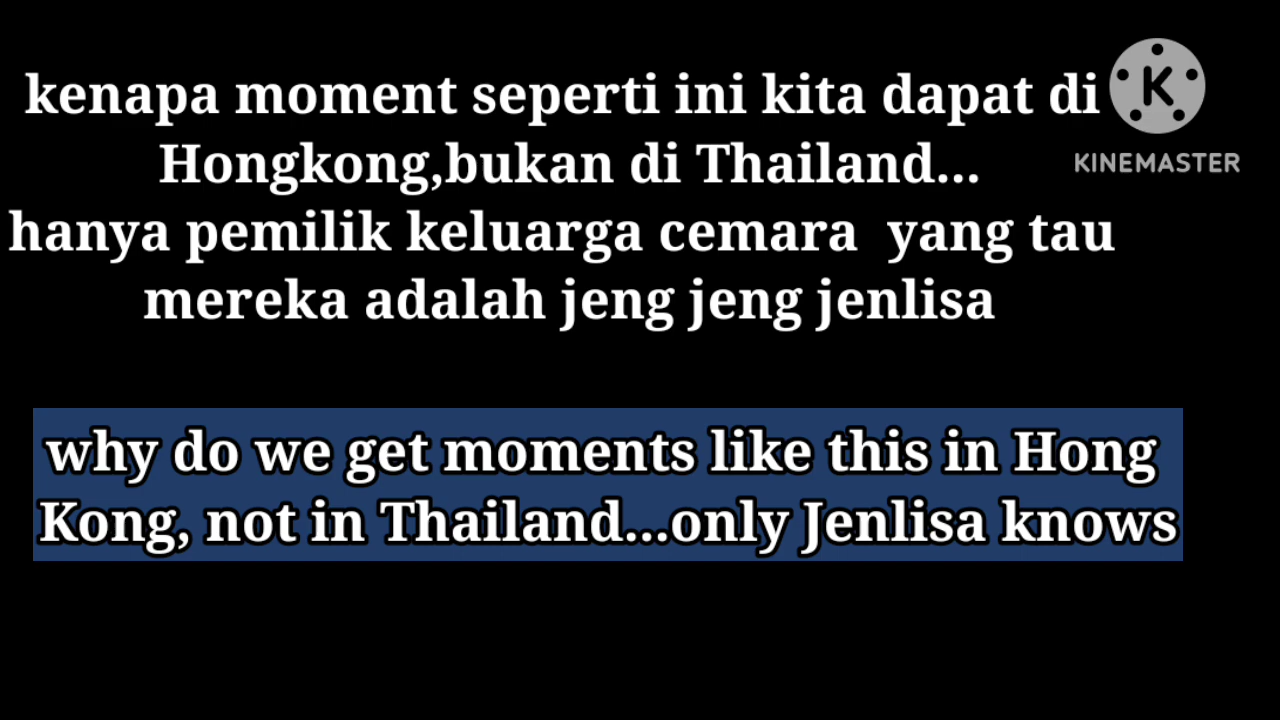 kenapa moment seperti ini kita dapat di
Hongkong,bukan di Thailand...
hanya pemilik keluarga cemara  yang tau
mereka adalah jeng jeng jenlisa
K
KINEMASTER
why do we get moments like this in Hong
Kong, not in Thailand...only Jenlisa knows